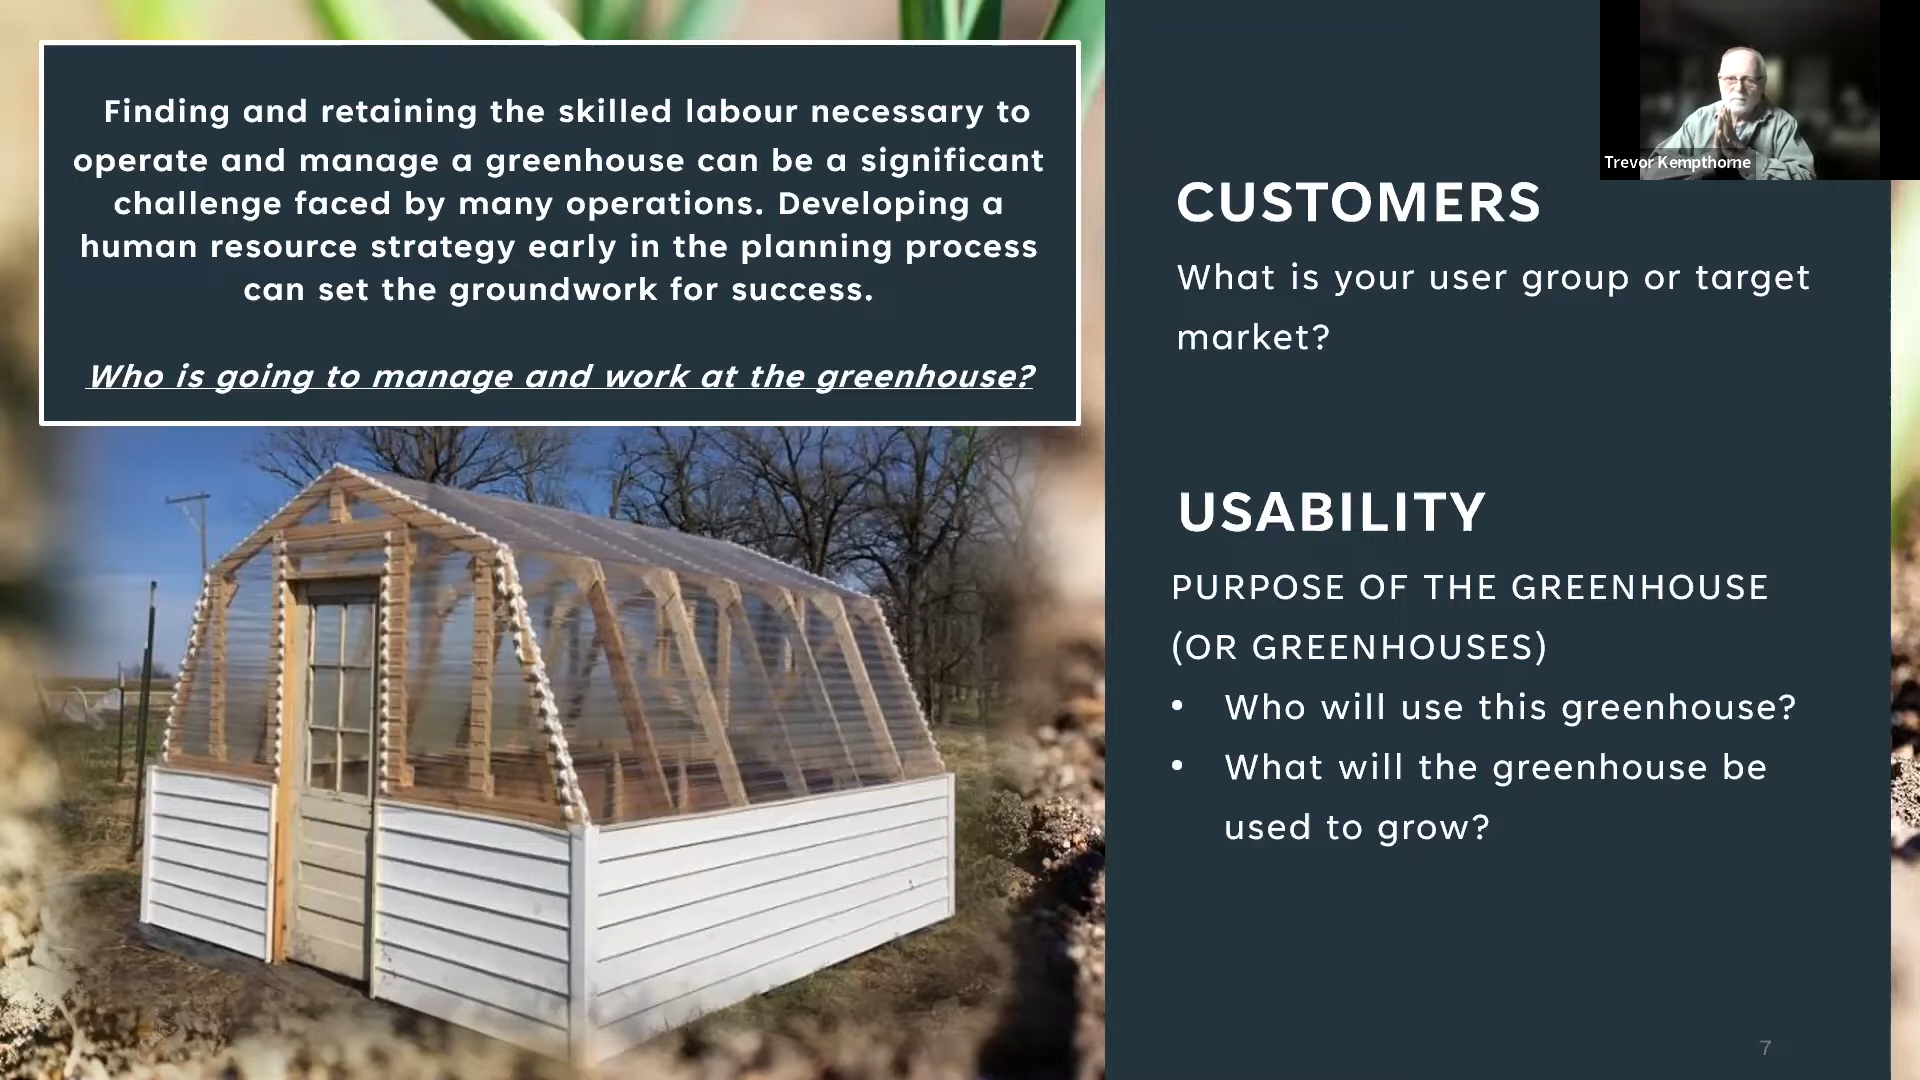 Finding and retaining the skilled labour necessary to
operate and manage a greenhouse can be a significant
challenge faced by many operations. Developing a
human resource strategy early in the planning process
can set the groundwork for success.
Who is going to manage and work at the greenhouse?
Trevor Kempthorne
CUSTOMERS
What is your user group or target
market?
USABILITY
PURPOSE OF THE GREENHOUSE
(OR GREENHOUSES)
• Who will use this greenhouse?
• What will the greenhouse be
used to grow?
7